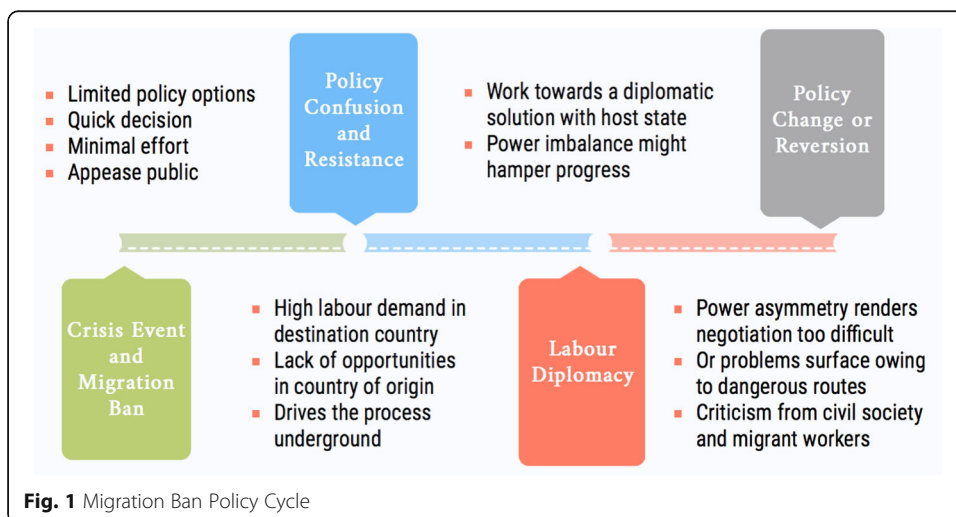 Limited policy options
Quick decision
Minimal effort
Appease public
Policy
Confusion
and
Resistance
Work towards a diplomatic
solution with host state
Power imbalance might
hamper progress
Policy
Change or
Reversion
Crisis Event
and
Migration
Ban
High labour demand in
destination country
Lack of opportunities
in country of origin
Drives the process
underground
Labour
Diplomacy
Power asymmetry renders
negotiation too difficult
Or problems surface owing
to dangerous routes
Criticism from civil society
and migrant workers
Fig. 1 Migration Ban Policy Cycle